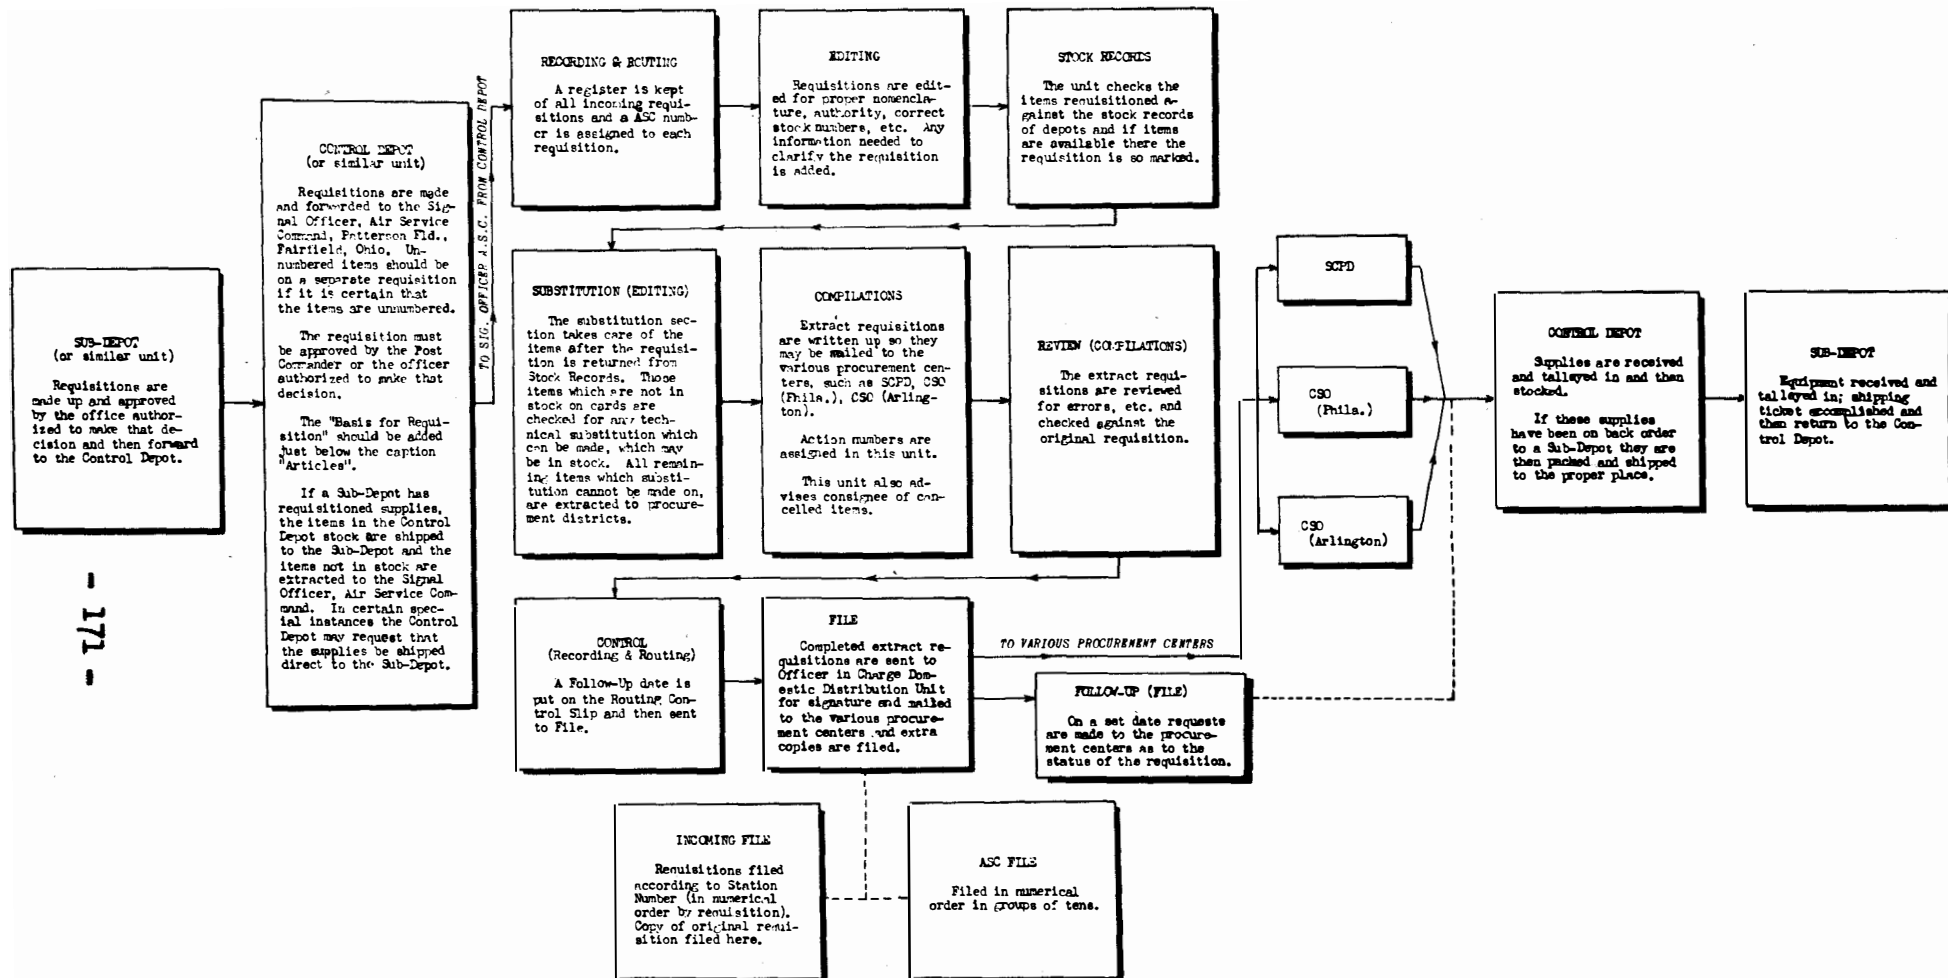 SUB-DEPOT
(or similar unit)
Requisitions are
made up and approved
by the office author-
ized to make that de-
cision and then forward
to the Control Depot.
CONTROL DEPOT
(or similar unit)
Requisitions are made
and forwarded to the Sig-
nal Officer, Air Service
Command, Patterson Fld.,
Fairfield, Ohio. Un-
numbered items should be
on a separate requisition
if it is certain that
the items are unnumbered.
The requisition must
be approved by the Post
Commander or the officer
authorized to make that
decision.
The "Basis for Requi-
sition" should be added
just below the caption
"Articles".
If a Sub-Depot has
requisitioned supplies,
the items in the Control
Depot stock are shipped
to the Sub-Depot and the
items not in stock are
extracted to the Signal
Officer, Air Service Com-
mand. In certain spec-
ial instances the Control
Depot may request that
the supplies be shipped
direct to the Sub-Depot.
TO SIG. OFFICER A.S.C. FROM CONTROL DEPOT
RECORDING & ROUTING
A register is kept
of all incoming requi-
sitions and a ASC numb-
er is assigned to each
requisition.
EDITING
Requisitions are edit-
ed for proper nomencla-
ture, authority, correct
stock numbers, etc. Any
information needed to
clarify the requisition
is added.
STOCK RECORDS
The unit checks the
items requisitioned a-
gainst the stock records
of depots and if items
are available there the
requisition is so marked.
SUBSTITUTION (EDITING)
The substitution sec-
tion takes care of the
items after the requisi-
tion is returned from
Stock Records. Those
items which are not in
stock on cards are
checked for any tech-
nical substitution which
can be made, which may
be in stock. All remain-
ing items which substi-
tution cannot be made on,
are extracted to procure-
ment districts.
COMPILATIONS
Extract requisitions
are written up so they
may be mailed to the
various procurement cen-
ters, such as SCPD, CSO
(Phila.), CSO (Arling-
ton).
Action numbers are
assigned in this unit.
This unit also ad-
vises consignee of can-
celled items.
REVIEW (COMPILATIONS)
The extract requi-
sitions are reviewed
for errors, etc. and
checked against the
original requisition.
CONTROL
(Recording & Routing)
A Follow-Up date is
put on the Routing Con-
trol Slip and then sent
to File.
FILE
Completed extract re-
quisitions are sent to
Officer in Charge Dom-
estic Distribution Unit
for signature and mailed
to the various procure-
ment centers and extra
copies are filed.
TO VARIOUS PROCUREMENT CENTERS
FOLLOW-UP (FILE)
On a set date requests
are made to the procure-
ment centers as to the
status of the requisition.
INCOMING FILE
Requisitions filed
according to Station
Number (in numerical
order by requisition).
Copy of original requi-
sition filed here.
ASC FILE
Filed in numerical
order in groups of tens.
SCPD
CSO
(Phila.)
CSO
(Arlington)
CONTROL DEPOT
Supplies are received
and talleyed in and then
stocked.
If these supplies
have been on back order
to a Sub-Depot they are
then packed and shipped
to the proper place.
SUB-DEPOT
Equipment received and
talleyed in; shipping
ticket accomplished and
then return to the Con-
trol Depot.
- 171 -